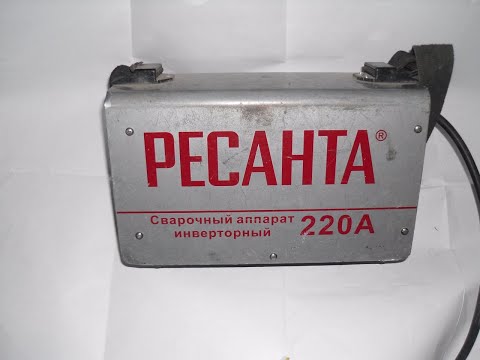 РЕСАНТА®
Сварочный аппарат
инверторный 220А